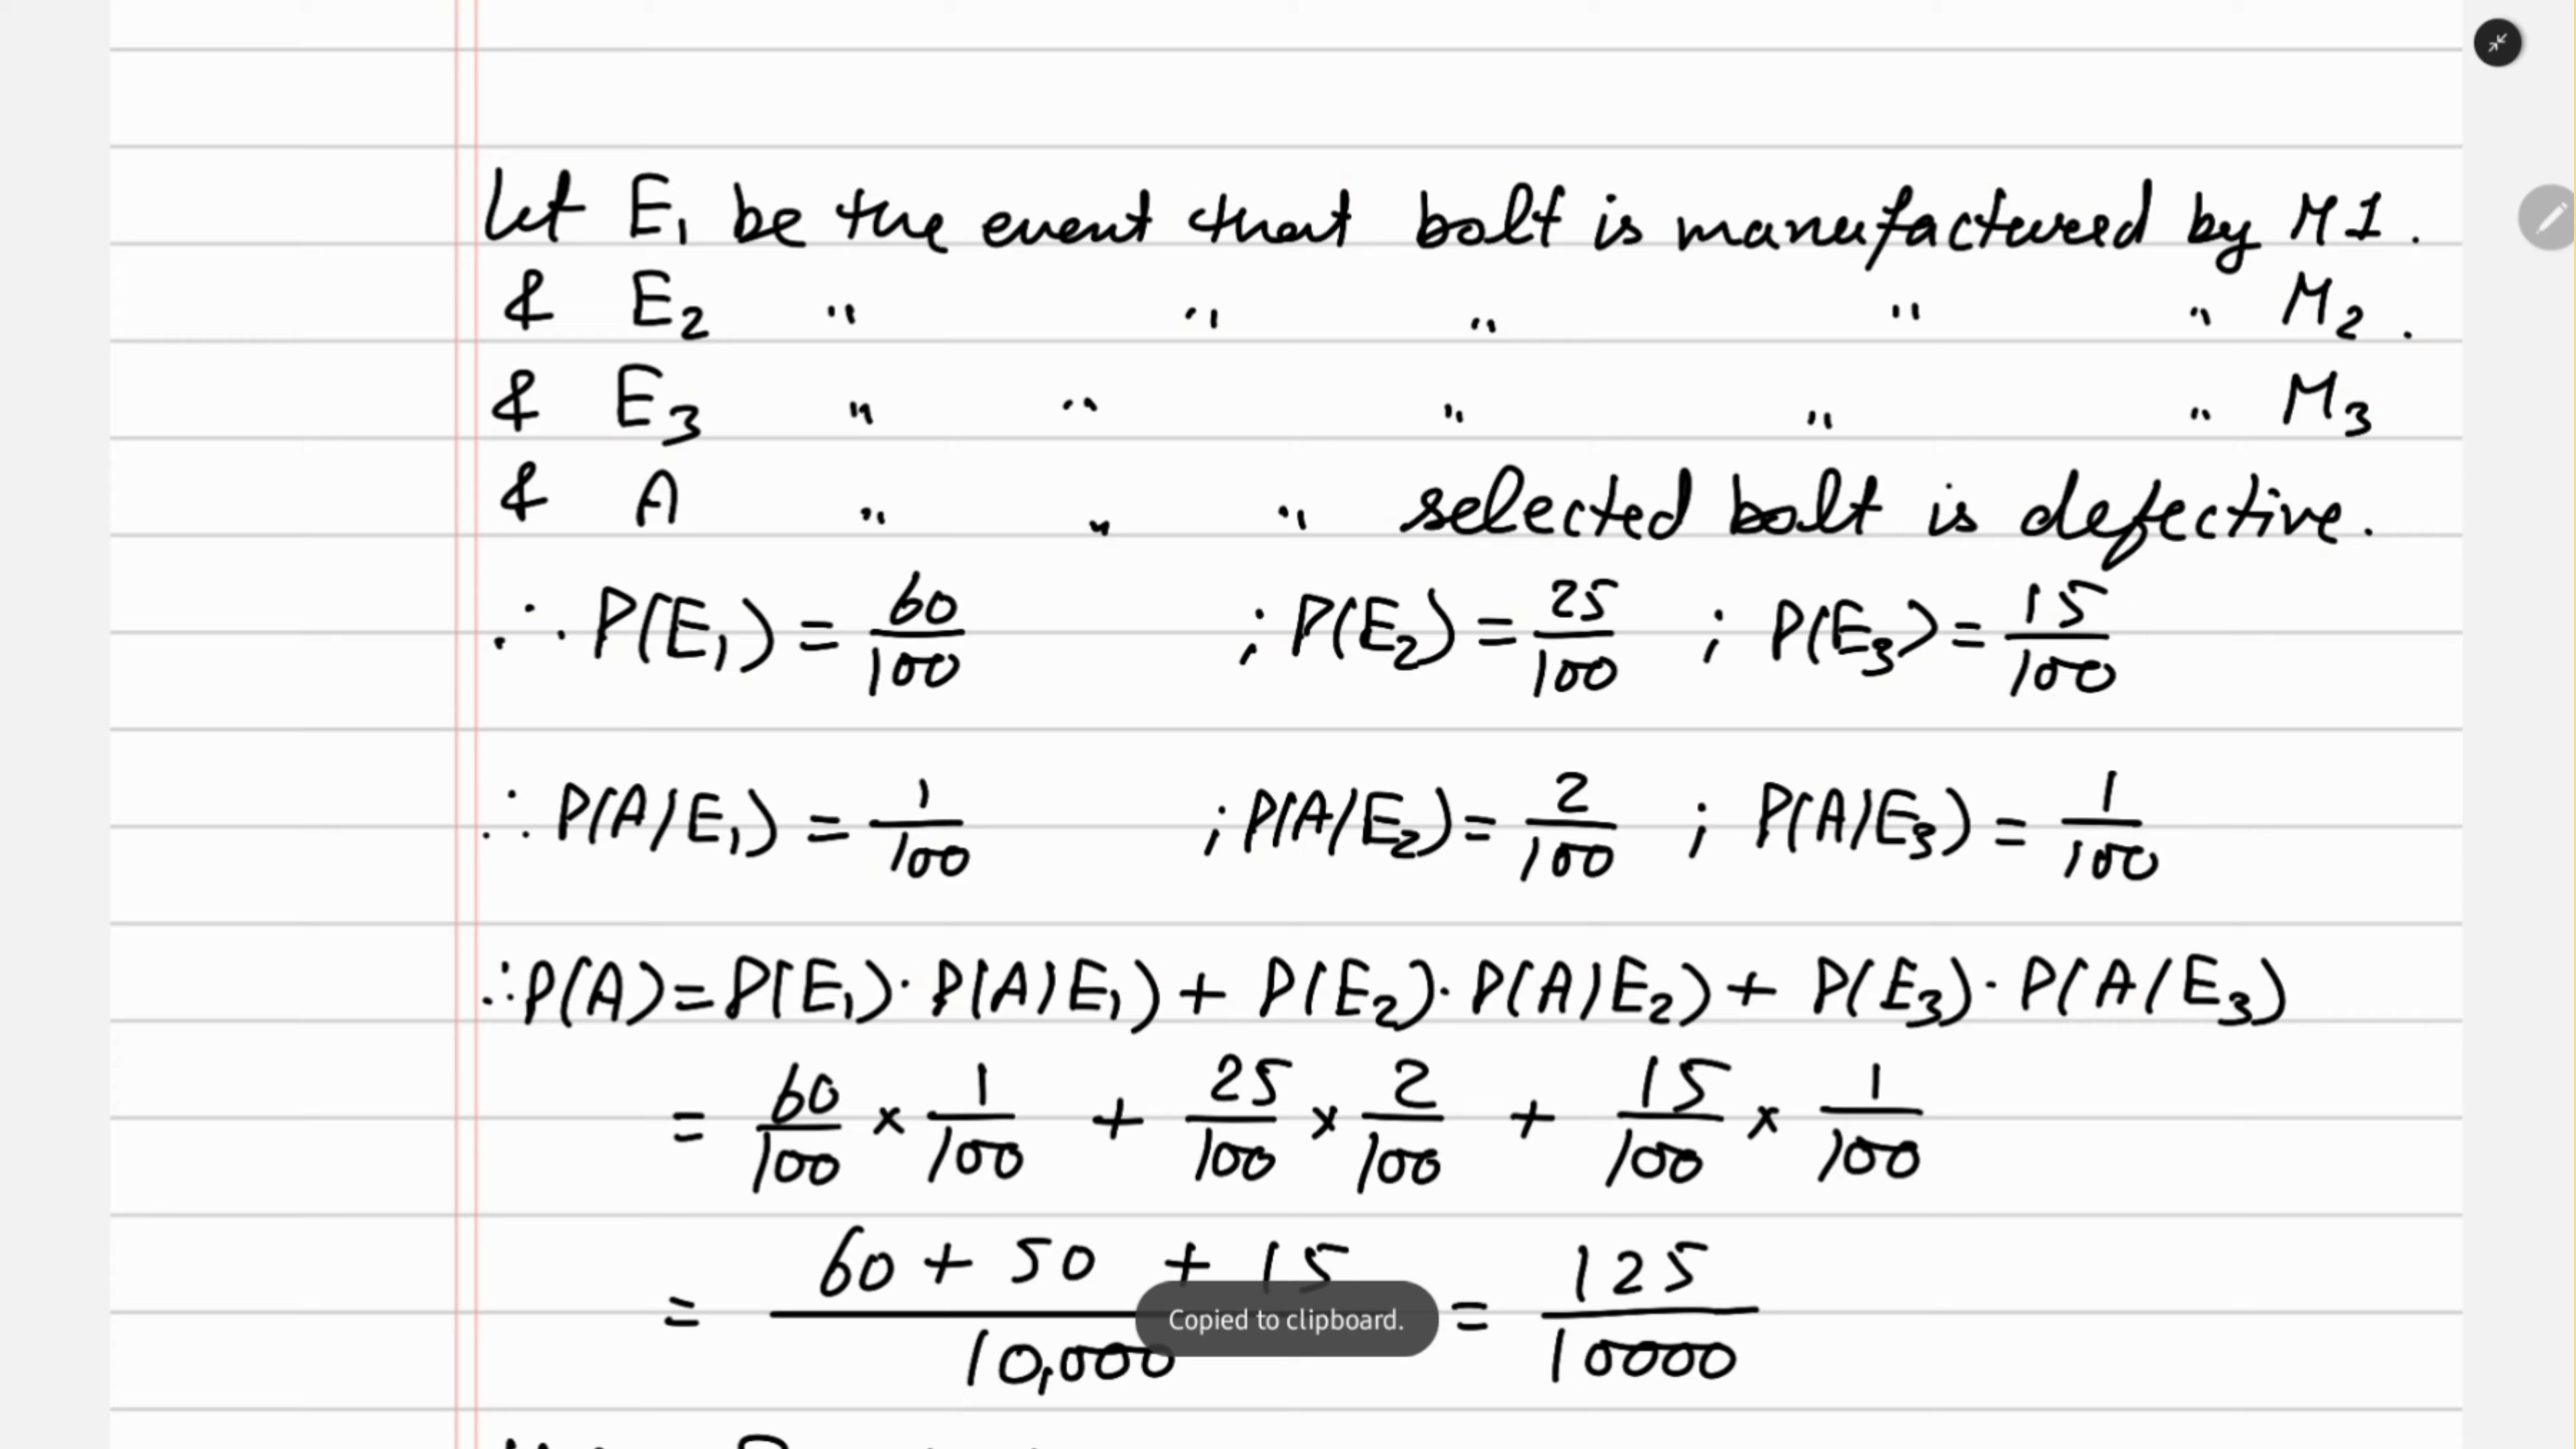 Let E₁ be the event that bolt is manufactured by M1.
& E₂ " " " " " M₂.
& E₃ " " " " " M₃
& A " " " selected bolt is defective.
∴ P(E₁) = 60/100 ; P(E₂) = 25/100 ; P(E₃) = 15/100
∴ P(A/E₁) = 1/100 ; P(A/E₂) = 2/100 ; P(A/E₃) = 1/100
∴ P(A) = P(E₁)·P(A/E₁) + P(E₂)·P(A/E₂) + P(E₃)·P(A/E₃)
= 60/100 × 1/100 + 25/100 × 2/100 + 15/100 × 1/100
= 60 + 50 + 15 / 10,000 = 125/10000
Copied to clipboard.